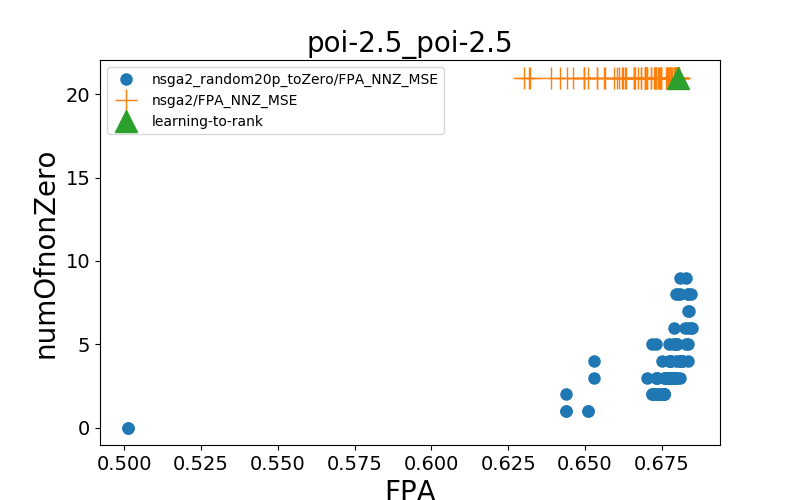 poi-2.5_poi-2.5
nsga2_random20p_toZero/FPA_NNZ_MSE
nsga2/FPA_NNZ_MSE
learning-to-rank
numOfnonZero
20
15
10
5
0
0.500 0.525 0.550 0.575 0.600 0.625 0.650 0.675
FPA